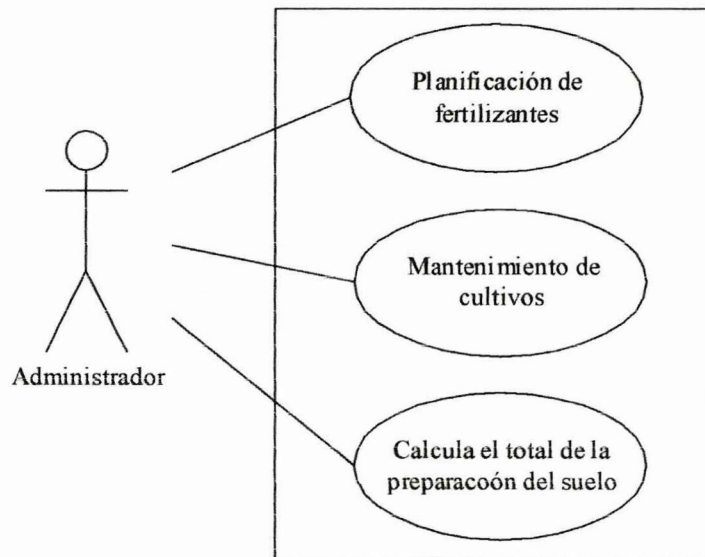 Planificación de
fertilizantes
Mantenimiento de
cultivos
Administrador
Calcula el total de la
preparacoón del suelo